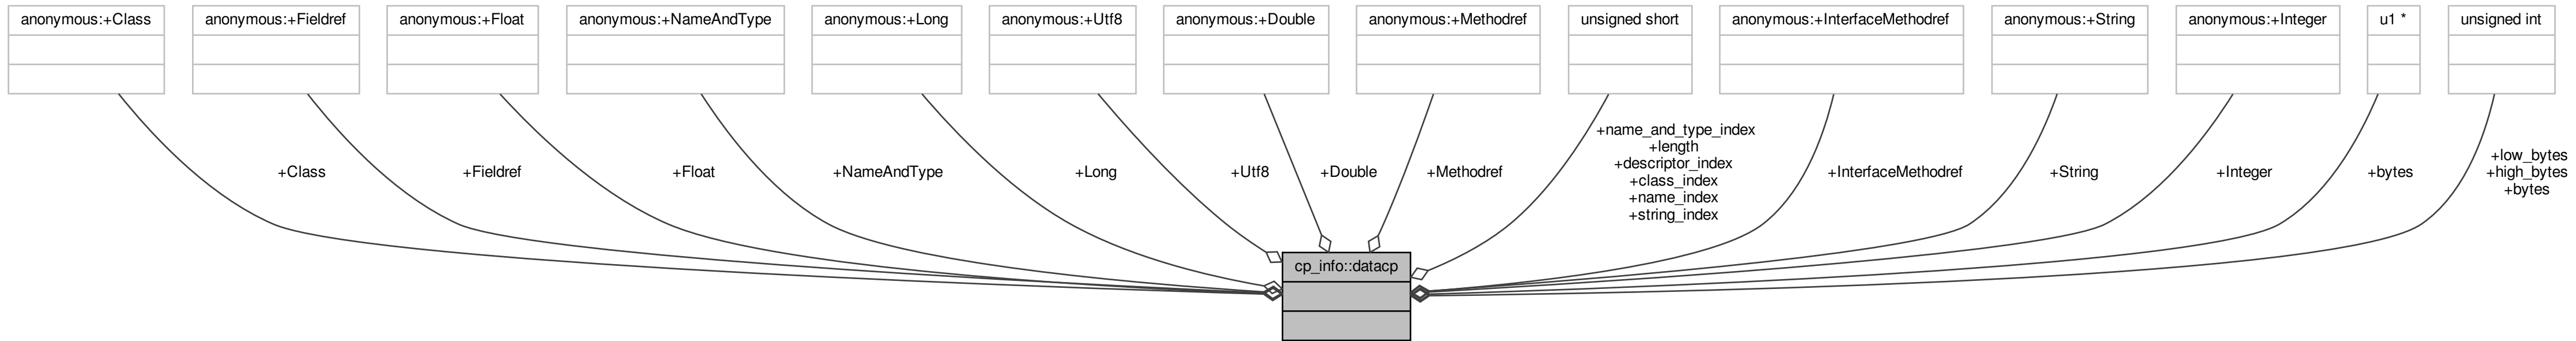 anonymous:+Class
anonymous:+Fieldref
anonymous:+Float
anonymous:+NameAndType
anonymous:+Long
anonymous:+Utf8
anonymous:+Double
anonymous:+Methodref
unsigned short
anonymous:+InterfaceMethodref
anonymous:+String
anonymous:+Integer
u1 *
unsigned int
+Class
+Fieldref
+Float
+NameAndType
+Long
+Utf8
+Double
+Methodref
+name_and_type_index
+length
+descriptor_index
+class_index
+name_index
+string_index
+InterfaceMethodref
+String
+Integer
+bytes
+low_bytes
+high_bytes
+bytes
cp_info::datacp